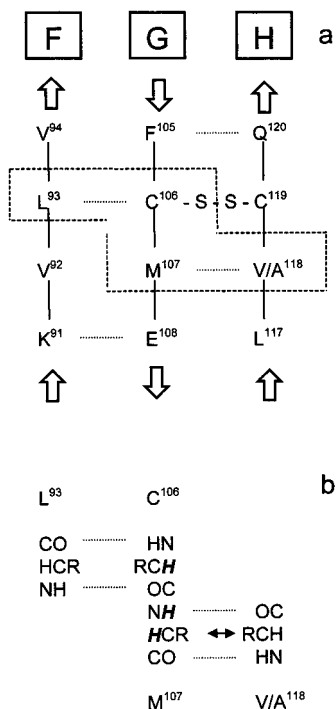 F G H a
V⁹⁴ F¹⁰⁵ Q¹²⁰
L⁹³ C¹⁰⁶ - S - S - C¹¹⁹
V⁹² M¹⁰⁷ V/A¹¹⁸
K⁹¹ E¹⁰⁸ L¹¹⁷
b
L⁹³ C¹⁰⁶
CO HN
HCR RCH
NH OC
NH OC
HCR RCH
CO HN
M¹⁰⁷ V/A¹¹⁸